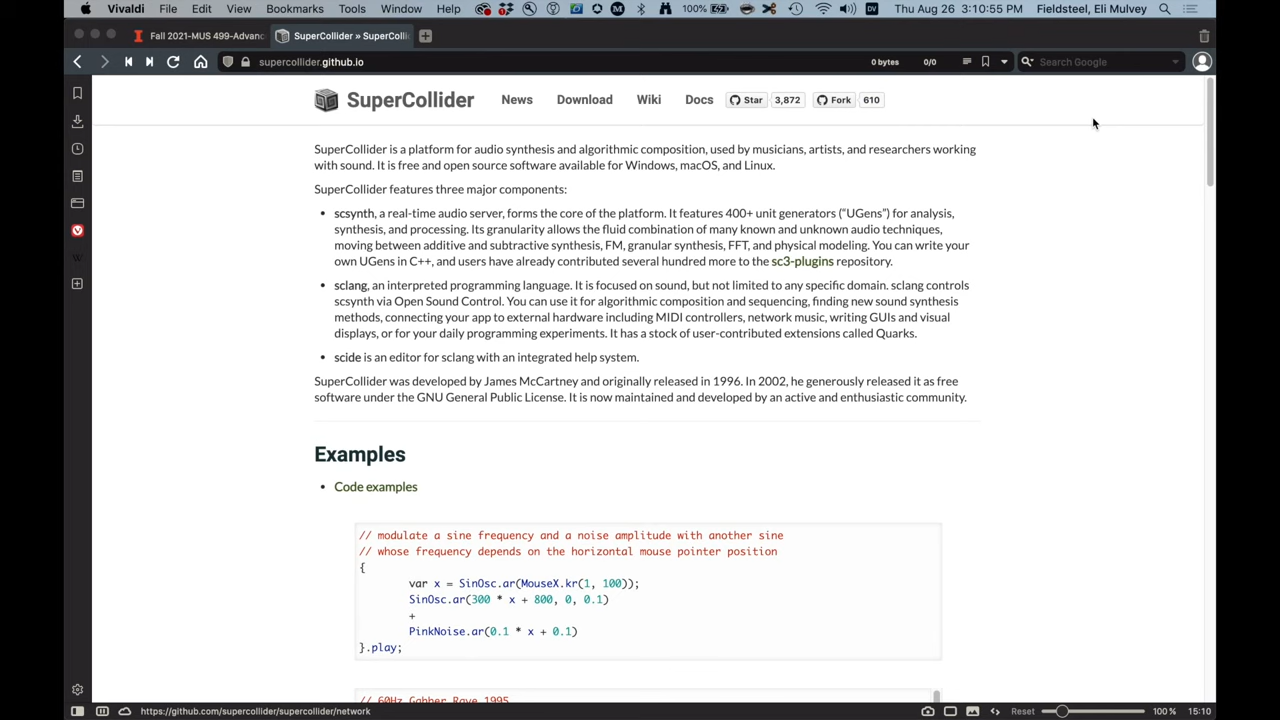 Vivaldi File Edit View Bookmarks Tools Window Help 100% Thu Aug 26 3:10:55 PM Fieldsteel, Eli Mulvey
Fall 2021-MUS 499-Advanc SuperCollider » SuperColli
supercollider.github.io 0 bytes 0/0 Search Google
SuperCollider News Download Wiki Docs Star 3,872 Fork 610
SuperCollider is a platform for audio synthesis and algorithmic composition, used by musicians, artists, and researchers working
with sound. It is free and open source software available for Windows, macOS, and Linux.
SuperCollider features three major components:
• scsynth, a real-time audio server, forms the core of the platform. It features 400+ unit generators (“UGens”) for analysis,
synthesis, and processing. Its granularity allows the fluid combination of many known and unknown audio techniques,
moving between additive and subtractive synthesis, FM, granular synthesis, FFT, and physical modeling. You can write your
own UGens in C++, and users have already contributed several hundred more to the sc3-plugins repository.
• sclang, an interpreted programming language. It is focused on sound, but not limited to any specific domain. sclang controls
scsynth via Open Sound Control. You can use it for algorithmic composition and sequencing, finding new sound synthesis
methods, connecting your app to external hardware including MIDI controllers, network music, writing GUIs and visual
displays, or for your daily programming experiments. It has a stock of user-contributed extensions called Quarks.
• scide is an editor for sclang with an integrated help system.
SuperCollider was developed by James McCartney and originally released in 1996. In 2002, he generously released it as free
software under the GNU General Public License. It is now maintained and developed by an active and enthusiastic community.
Examples
• Code examples
// modulate a sine frequency and a noise amplitude with another sine
// whose frequency depends on the horizontal mouse pointer position
{
var x = SinOsc.ar(MouseX.kr(1, 100));
SinOsc.ar(300 * x + 800, 0, 0.1)
+
PinkNoise.ar(0.1 * x + 0.1)
}.play;
// 60Hz Gabber Rave 1995
https://github.com/supercollider/supercollider/network Reset 100 % 15:10